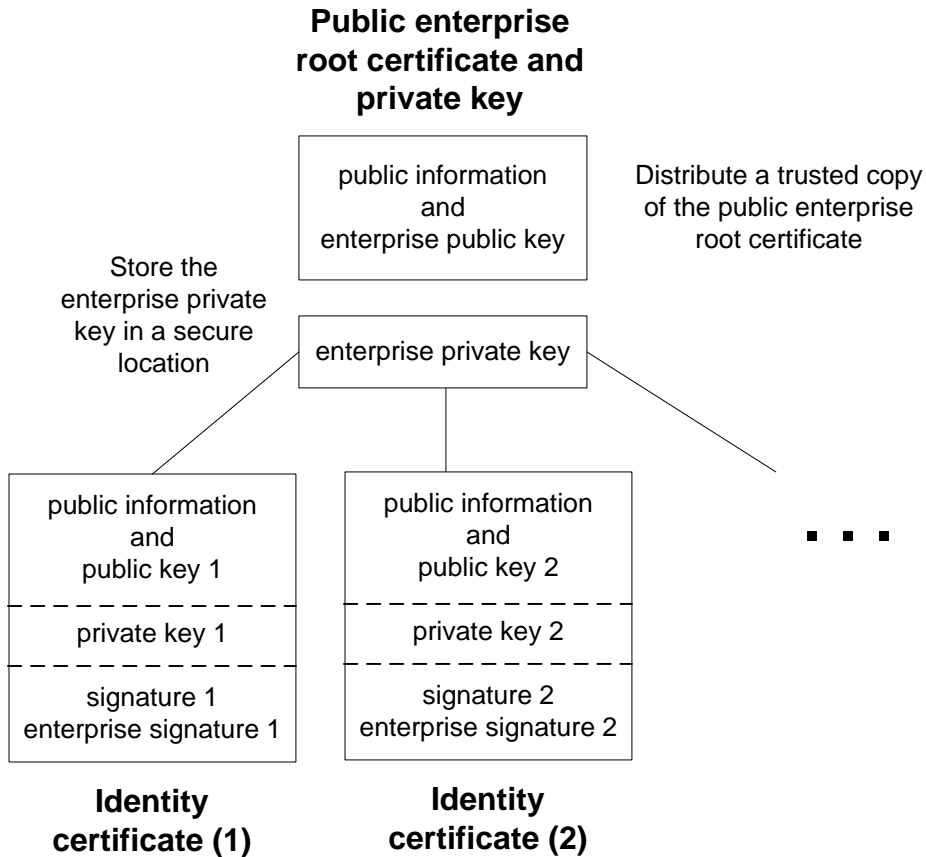 Public enterprise
root certificate and
private key
public information
and
enterprise public key
Distribute a trusted copy
of the public enterprise
root certificate
Store the
enterprise private
key in a secure
location
enterprise private key
public information
and
public key 1
private key 1
signature 1
enterprise signature 1
Identity
certificate (1)
public information
and
public key 2
private key 2
signature 2
enterprise signature 2
Identity
certificate (2)
. . .